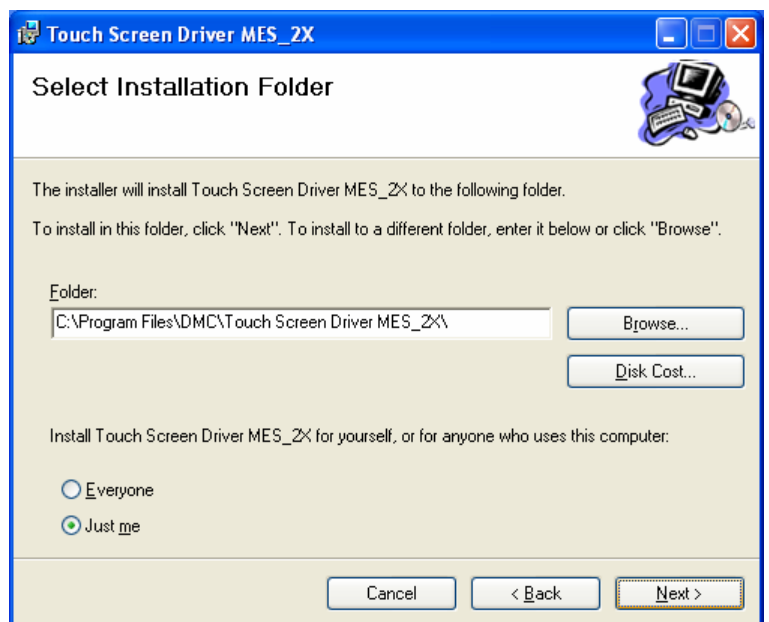 Touch Screen Driver MES_2X
Select Installation Folder
The installer will install Touch Screen Driver MES_2X to the following folder.
To install in this folder, click "Next". To install to a different folder, enter it below or click "Browse".
Folder:
C:\Program Files\DMC\Touch Screen Driver MES_2X\
Browse...
Disk Cost...
Install Touch Screen Driver MES_2X for yourself, or for anyone who uses this computer:
Everyone
Just me
Cancel
< Back
Next >